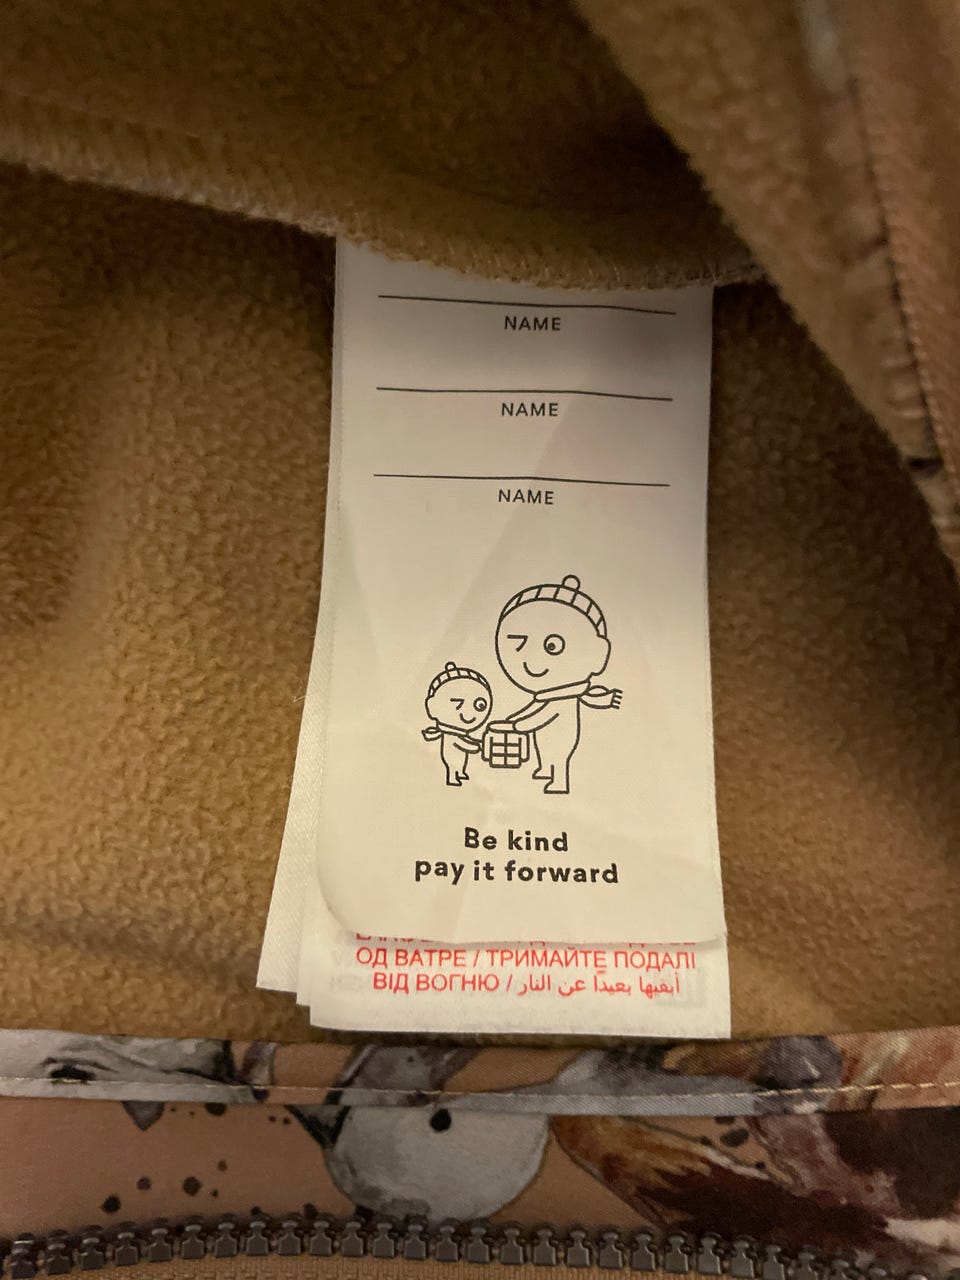 NAME
NAME
NAME
Be kind
pay it forward
ОД ВАТРЕ / ТРИМАЙТЕ ПОДАЛІ
ВІД ВОГНЮ / أبقيها بعيداً عن النار